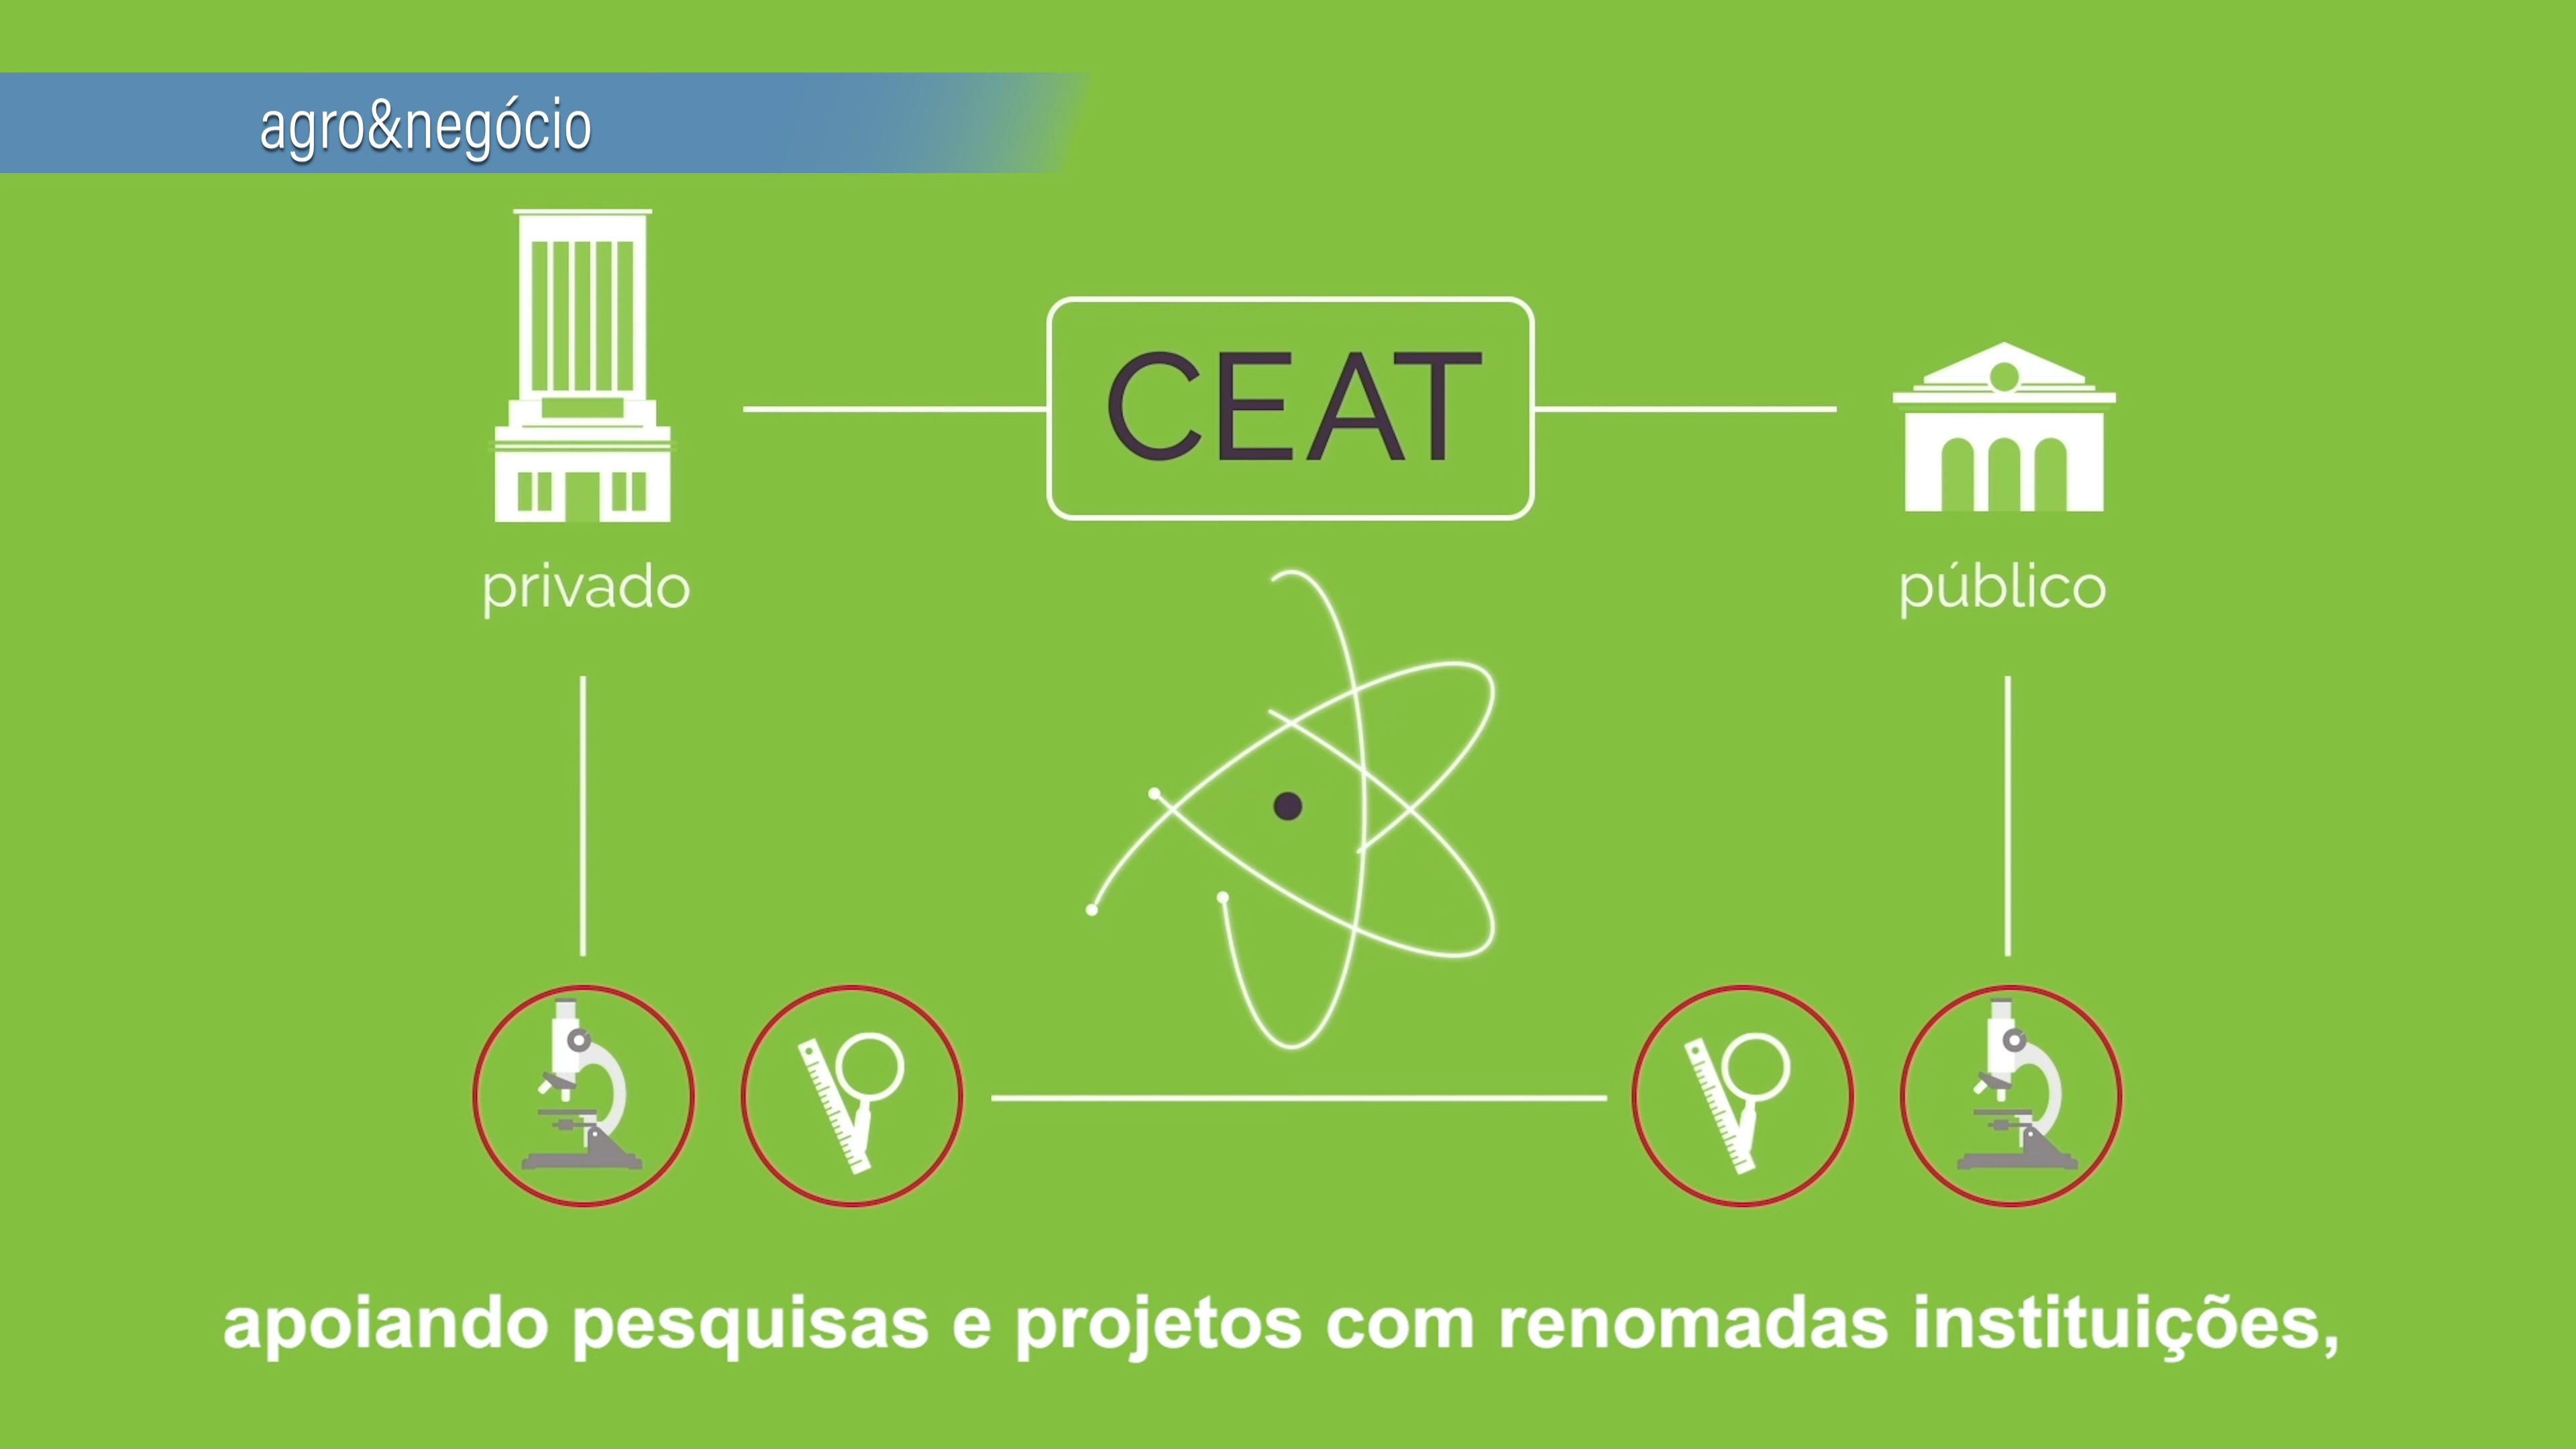 agro&negócio
CEAT
privado
público
apoiando pesquisas e projetos com renomadas instituições,